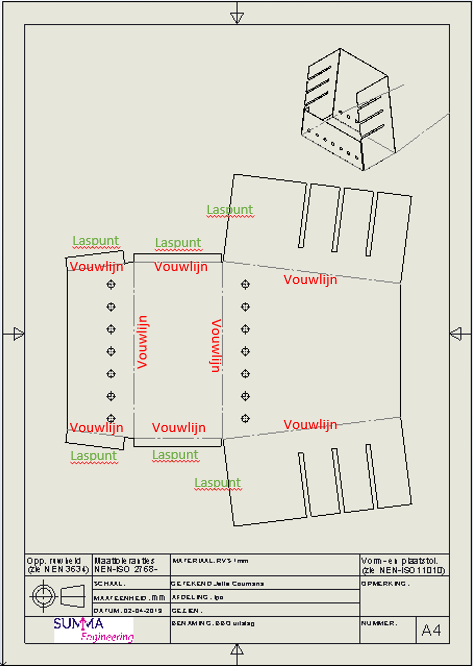 Laspunt
Laspunt
Laspunt
Vouwlijn
Vouwlijn
Vouwlijn
Vouwlijn
Vouwlijn
Vouwlijn
Vouwlijn
Vouwlijn
Laspunt
Laspunt
Laspunt
Opp. ruwheid
(zie NEN 3634)
Maattoleranties
NEN-ISO 2768-
MATERIAAL: RVS 1mm
Vorm- en plaatstol.
(zie NEN-ISO 11010)
SCHAAL:
GETEKEND: Jelle Coumans
OPMERKING:
MAATEENHEID: mm
AFDELING: ipo
DATUM: 02-04-2019
GEZIEN:
SUMMA
Engineering
BENAMING: BBQ uitslag
NUMMER:
A4